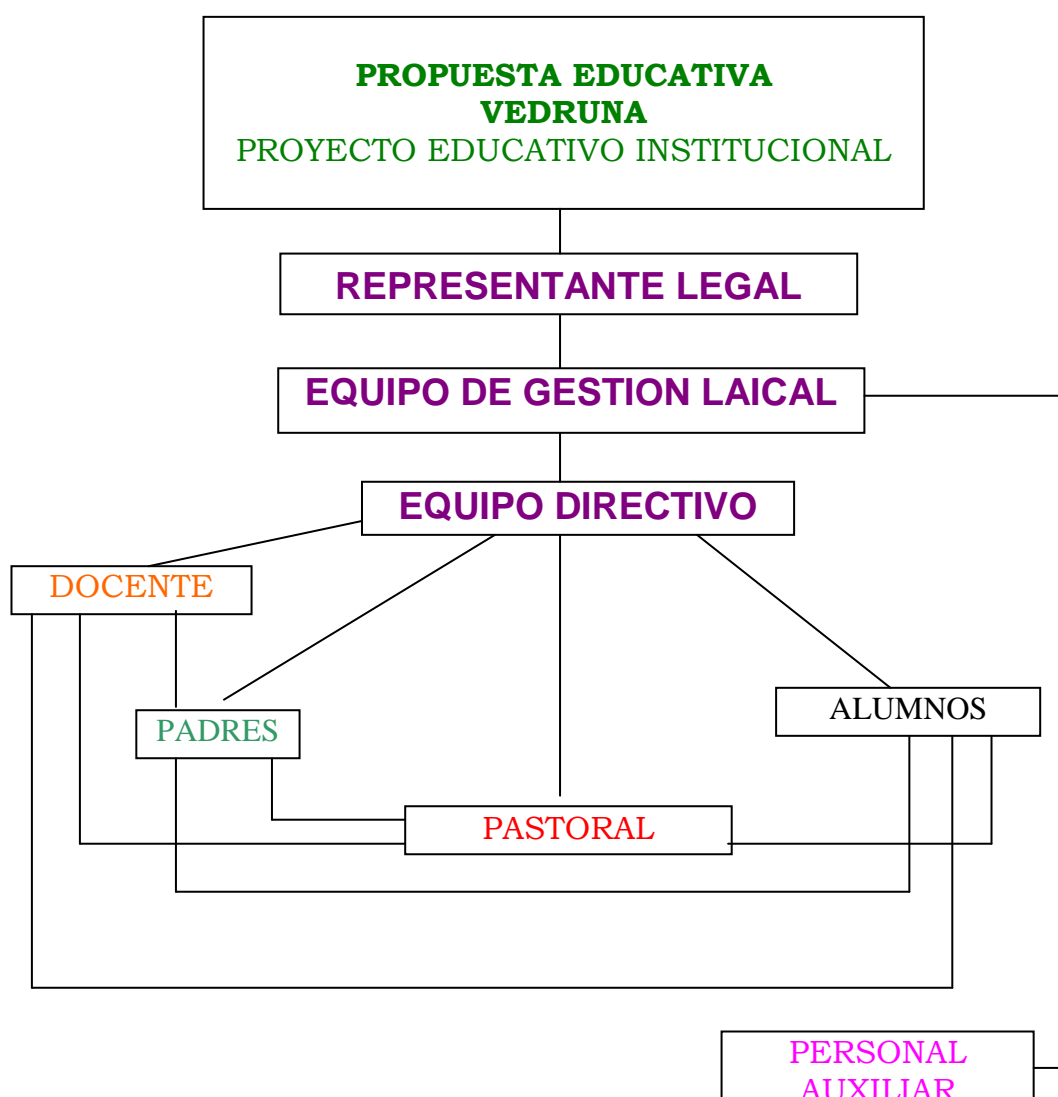 PROPUESTA EDUCATIVA
VEDRUNA
PROYECTO EDUCATIVO INSTITUCIONAL
REPRESENTANTE LEGAL
EQUIPO DE GESTION LAICAL
EQUIPO DIRECTIVO
DOCENTE
PADRES
ALUMNOS
PASTORAL
PERSONAL
AUXILIAR